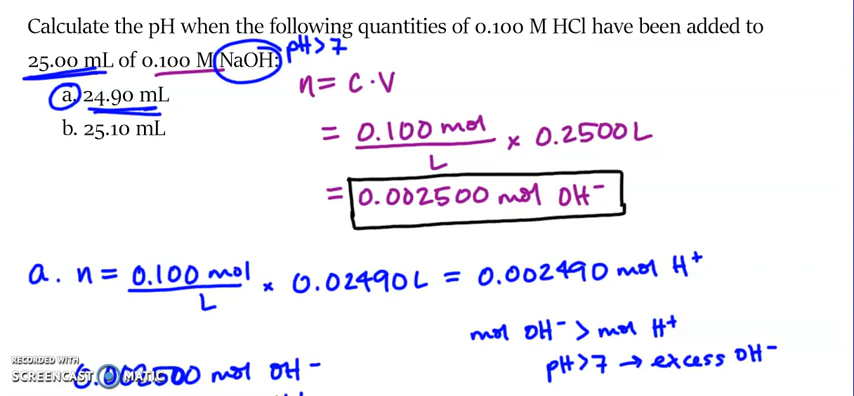 Calculate the pH when the following quantities of 0.100 M HCl have been added to
25.00 mL of 0.100 M NaOH: pH > 7
a. 24.90 mL
b. 25.10 mL
n = C · V
= 0.100 mol / L × 0.2500 L
= 0.002500 mol OH⁻
a. n = 0.100 mol / L × 0.02490 L = 0.002490 mol H⁺
mol OH⁻ > mol H⁺
pH > 7 → excess OH⁻
0.002500 mol OH⁻
RECORDED WITH
SCREENCAST MATIC